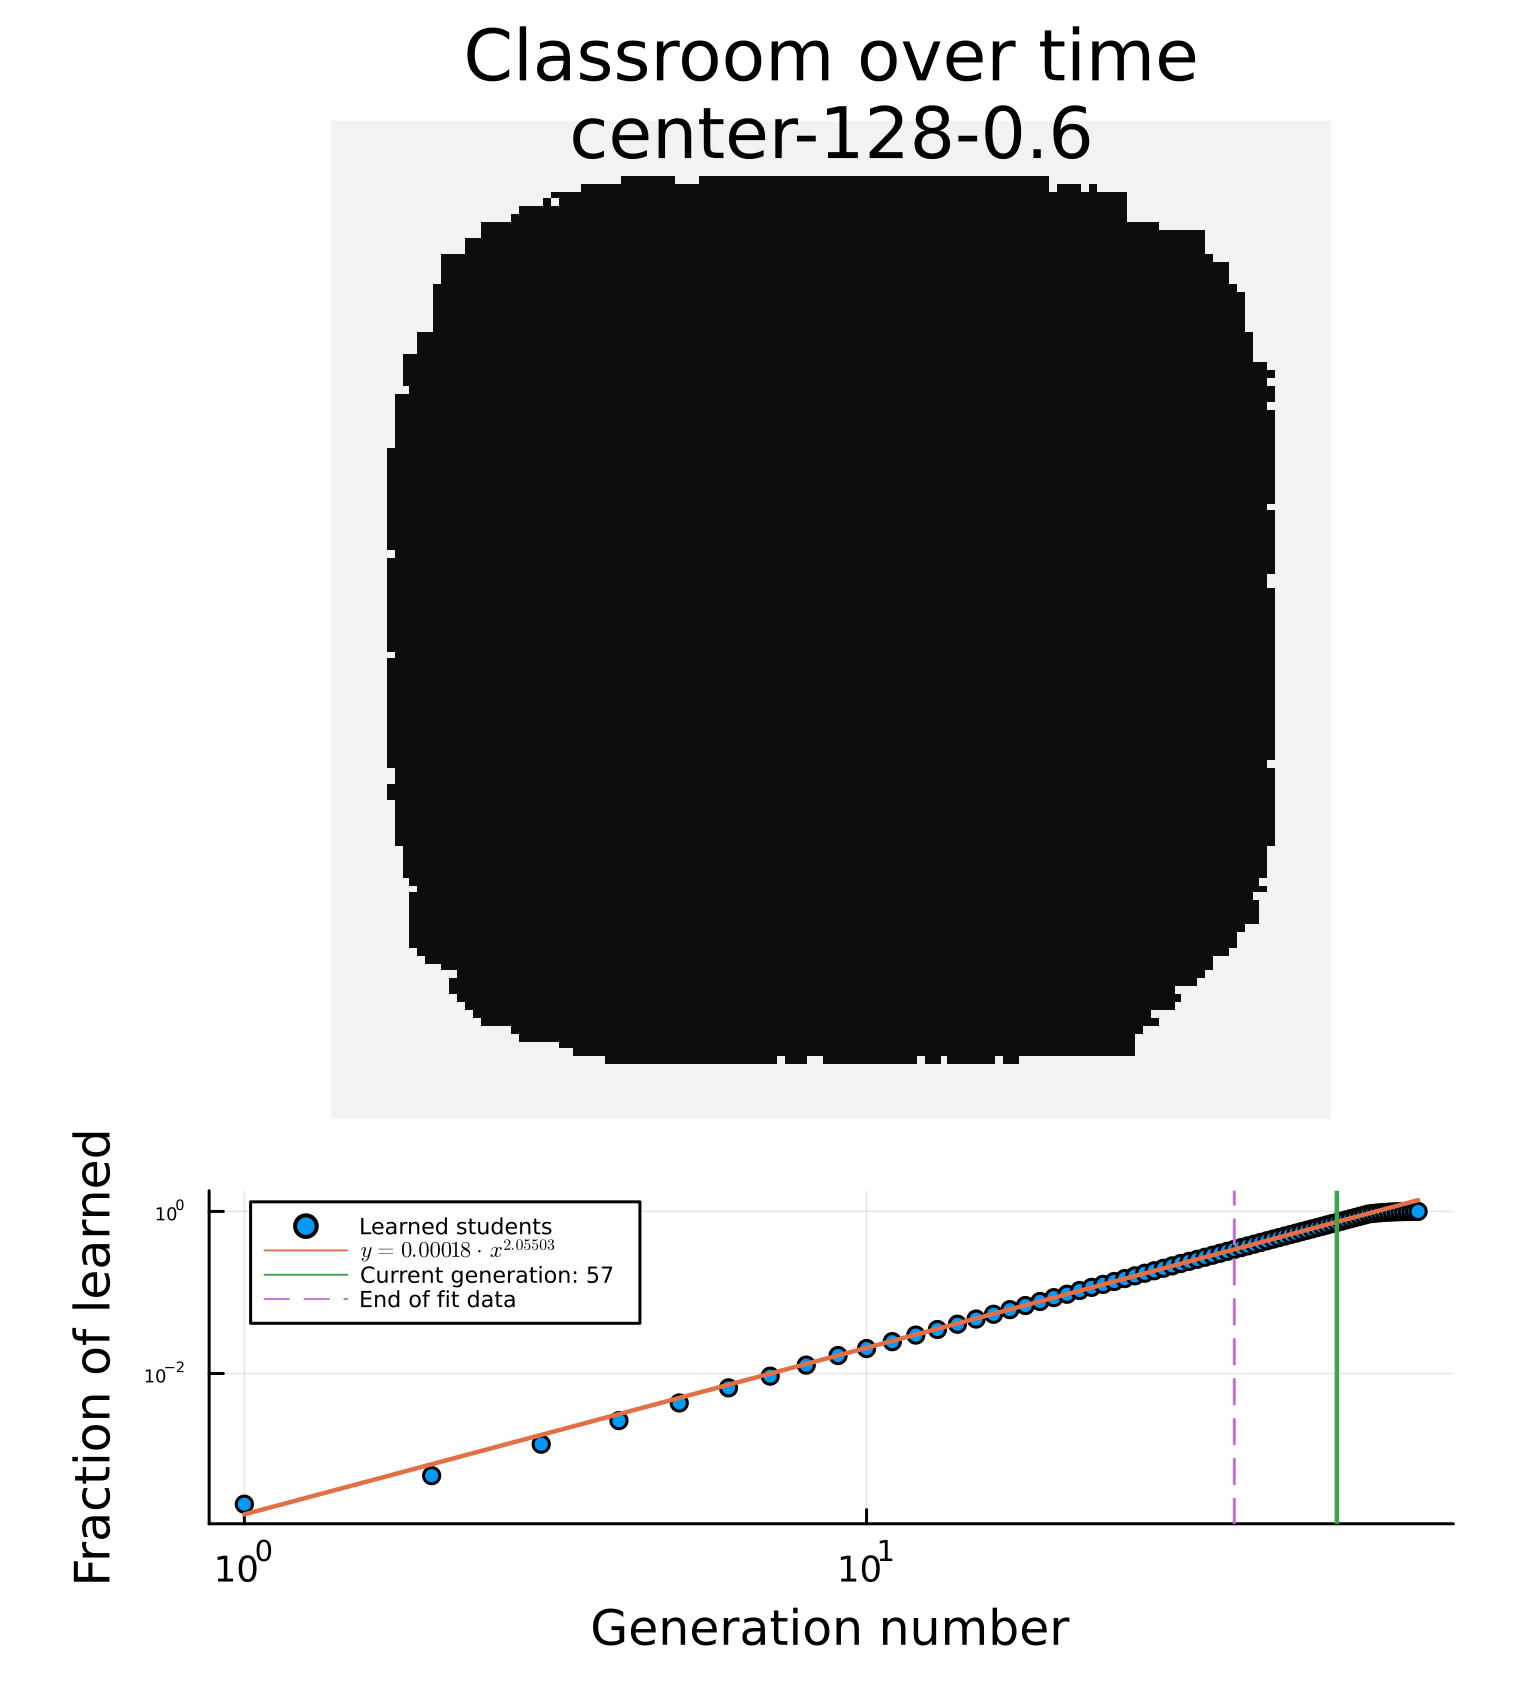 Classroom over time
center-128-0.6
Fraction of learned
10⁰
10⁻²
Learned students
y = 0.00018 · x^2.05503
Current generation: 57
End of fit data
10⁰
10¹
Generation number